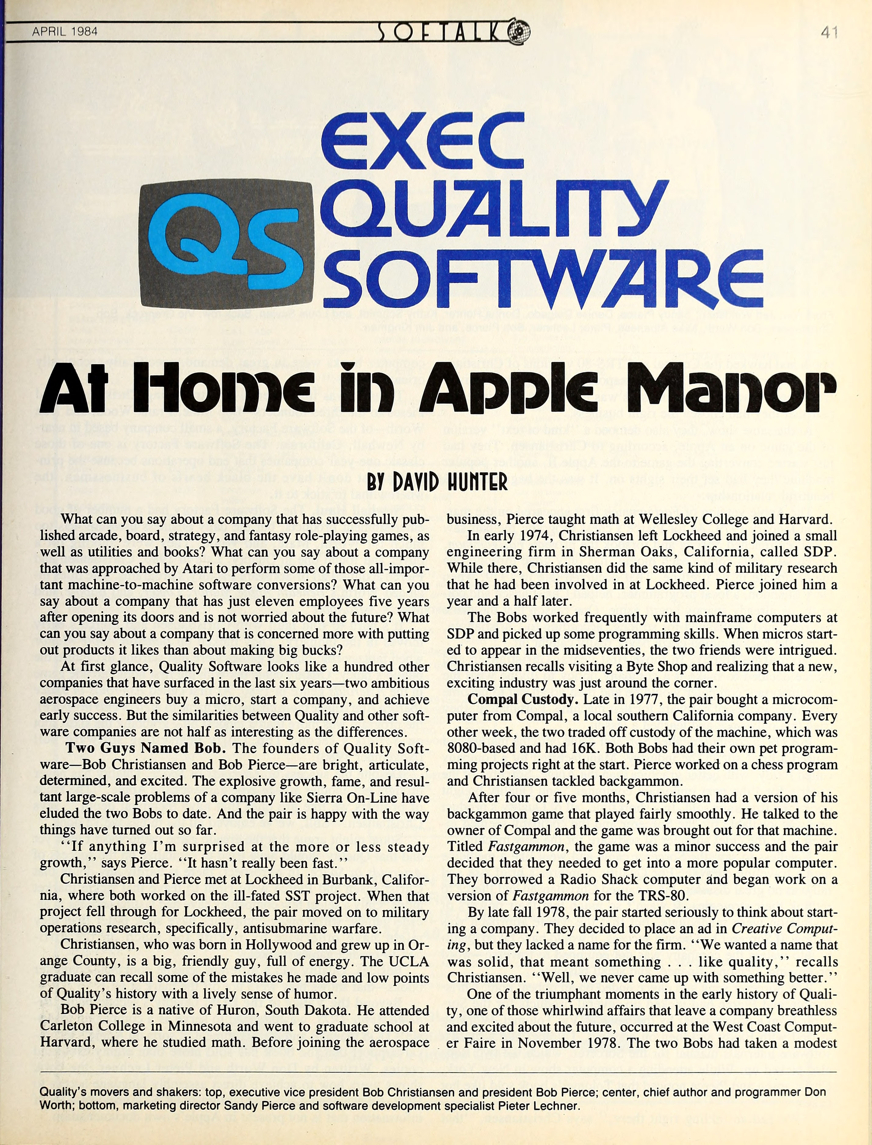 APRIL 1984
SOFTALK
41
EXEC
QS
QUALITY
SOFTWARE
At Home in Apple Manor
BY DAVID HUNTER
What can you say about a company that has successfully pub-
lished arcade, board, strategy, and fantasy role-playing games, as
well as utilities and books? What can you say about a company
that was approached by Atari to perform some of those all-impor-
tant machine-to-machine software conversions? What can you
say about a company that has just eleven employees five years
after opening its doors and is not worried about the future? What
can you say about a company that is concerned more with putting
out products it likes than about making big bucks?
At first glance, Quality Software looks like a hundred other
companies that have surfaced in the last six years—two ambitious
aerospace engineers buy a micro, start a company, and achieve
early success. But the similarities between Quality and other soft-
ware companies are not half as interesting as the differences.
Two Guys Named Bob. The founders of Quality Soft-
ware—Bob Christiansen and Bob Pierce—are bright, articulate,
determined, and excited. The explosive growth, fame, and resul-
tant large-scale problems of a company like Sierra On-Line have
eluded the two Bobs to date. And the pair is happy with the way
things have turned out so far.
‘‘If anything I’m surprised at the more or less steady
growth,’’ says Pierce. ‘‘It hasn’t really been fast.’’
Christiansen and Pierce met at Lockheed in Burbank, Califor-
nia, where both worked on the ill-fated SST project. When that
project fell through for Lockheed, the pair moved on to military
operations research, specifically, antisubmarine warfare.
Christiansen, who was born in Hollywood and grew up in Or-
ange County, is a big, friendly guy, full of energy. The UCLA
graduate can recall some of the mistakes he made and low points
of Quality’s history with a lively sense of humor.
Bob Pierce is a native of Huron, South Dakota. He attended
Carleton College in Minnesota and went to graduate school at
Harvard, where he studied math. Before joining the aerospace
business, Pierce taught math at Wellesley College and Harvard.
In early 1974, Christiansen left Lockheed and joined a small
engineering firm in Sherman Oaks, California, called SDP.
While there, Christiansen did the same kind of military research
that he had been involved in at Lockheed. Pierce joined him a
year and a half later.
The Bobs worked frequently with mainframe computers at
SDP and picked up some programming skills. When micros start-
ed to appear in the midseventies, the two friends were intrigued.
Christiansen recalls visiting a Byte Shop and realizing that a new,
exciting industry was just around the corner.
Compal Custody. Late in 1977, the pair bought a microcom-
puter from Compal, a local southern California company. Every
other week, the two traded off custody of the machine, which was
8080-based and had 16K. Both Bobs had their own pet program-
ming projects right at the start. Pierce worked on a chess program
and Christiansen tackled backgammon.
After four or five months, Christiansen had a version of his
backgammon game that played fairly smoothly. He talked to the
owner of Compal and the game was brought out for that machine.
Titled Fastgammon, the game was a minor success and the pair
decided that they needed to get into a more popular computer.
They borrowed a Radio Shack computer and began work on a
version of Fastgammon for the TRS-80.
By late fall 1978, the pair started seriously to think about start-
ing a company. They decided to place an ad in Creative Comput-
ing, but they lacked a name for the firm. ‘‘We wanted a name that
was solid, that meant something . . . like quality,’’ recalls
Christiansen. ‘‘Well, we never came up with something better.’’
One of the triumphant moments in the early history of Quali-
ty, one of those whirlwind affairs that leave a company breathless
and excited about the future, occurred at the West Coast Comput-
er Faire in November 1978. The two Bobs had taken a modest
Quality’s movers and shakers: top, executive vice president Bob Christiansen and president Bob Pierce; center, chief author and programmer Don
Worth; bottom, marketing director Sandy Pierce and software development specialist Pieter Lechner.